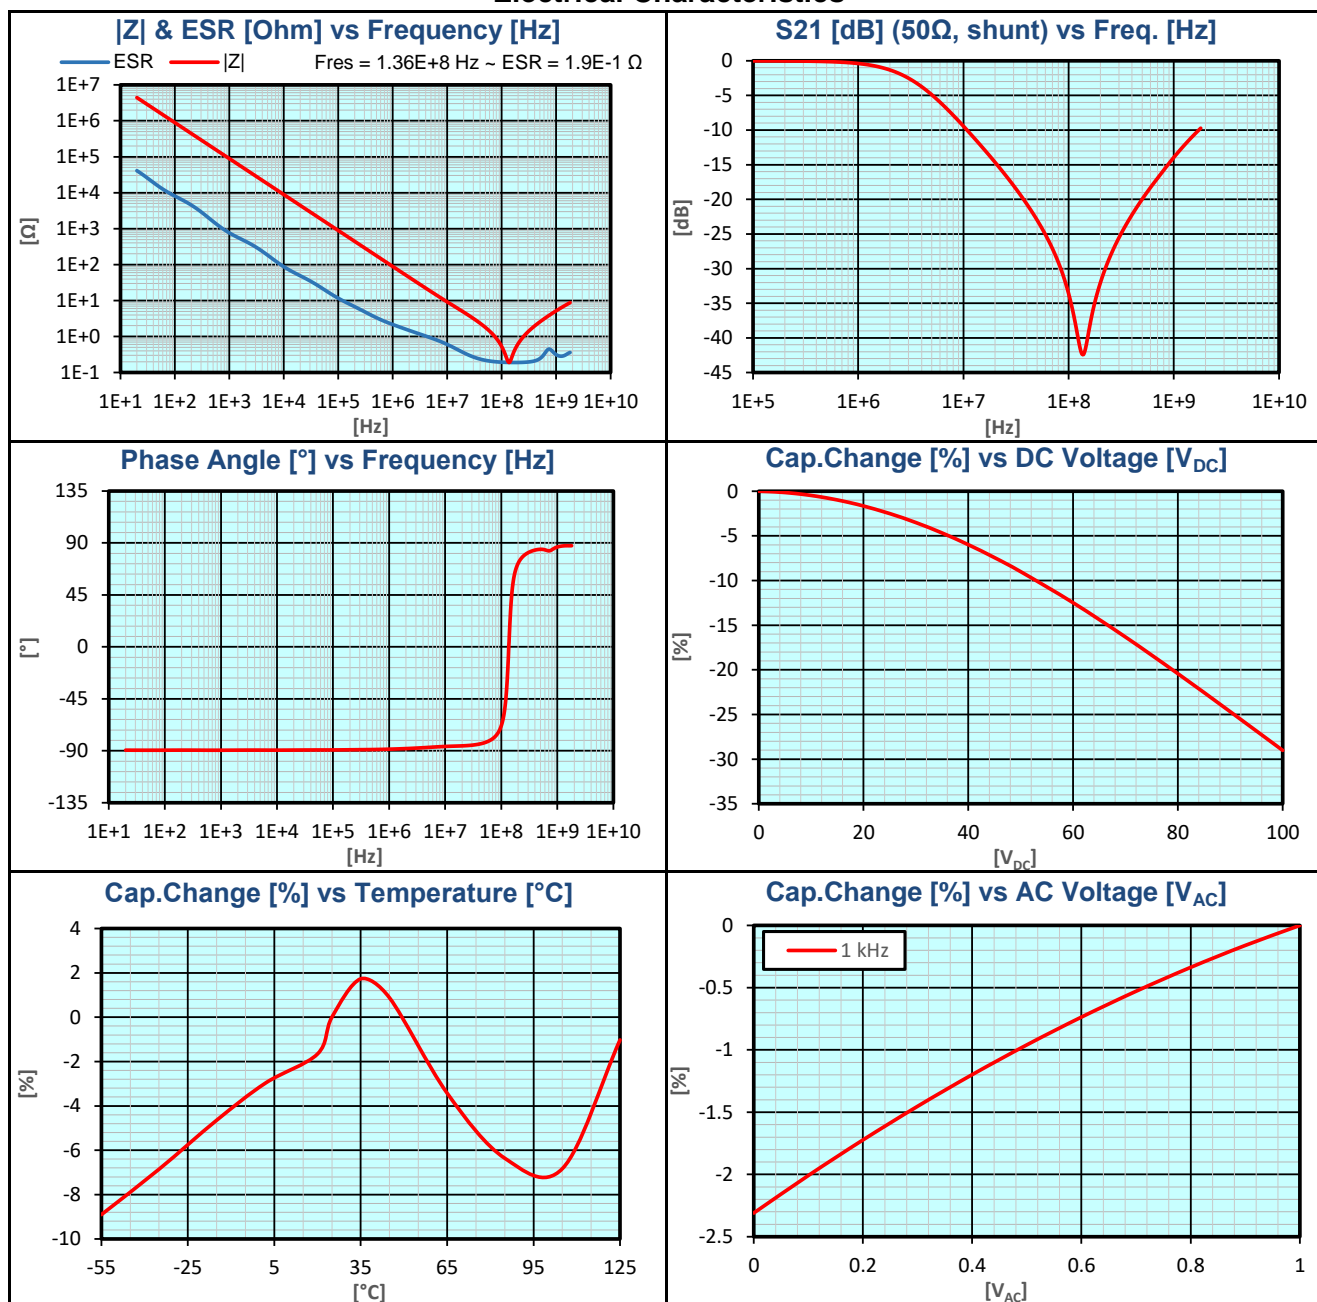 |Z| & ESR [Ohm] vs Frequency [Hz]
ESR |Z| Fres = 1.36E+8 Hz ~ ESR = 1.9E-1 Ω
1E+7
1E+6
1E+5
1E+4
1E+3
1E+2
1E+1
1E+0
1E-1
[Ω]
1E+1 1E+2 1E+3 1E+4 1E+5 1E+6 1E+7 1E+8 1E+9 1E+10
[Hz]
S21 [dB] (50Ω, shunt) vs Freq. [Hz]
0
-5
-10
-15
-20
-25
-30
-35
-40
-45
[dB]
1E+5 1E+6 1E+7 1E+8 1E+9 1E+10
[Hz]
Phase Angle [°] vs Frequency [Hz]
135
90
45
0
-45
-90
-135
[°]
1E+1 1E+2 1E+3 1E+4 1E+5 1E+6 1E+7 1E+8 1E+9 1E+10
[Hz]
Cap.Change [%] vs DC Voltage [VDC]
0
-5
-10
-15
-20
-25
-30
-35
[%]
0 20 40 60 80 100
[VDC]
Cap.Change [%] vs Temperature [°C]
4
2
0
-2
-4
-6
-8
-10
[%]
-55 -25 5 35 65 95 125
[°C]
Cap.Change [%] vs AC Voltage [VAC]
1 kHz
0
-0.5
-1
-1.5
-2
-2.5
[%]
0 0.2 0.4 0.6 0.8 1
[VAC]